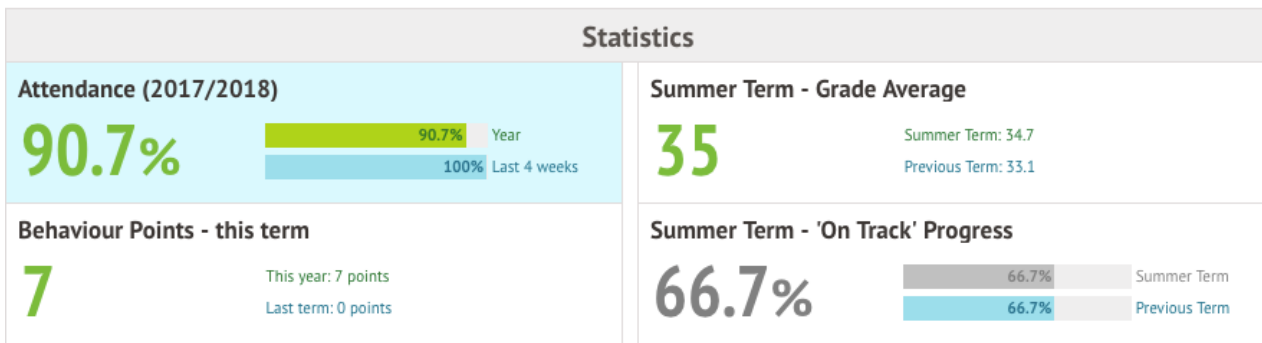 Statistics
Attendance (2017/2018)
90.7%
90.7% Year
100% Last 4 weeks
Summer Term - Grade Average
35
Summer Term: 34.7
Previous Term: 33.1
Behaviour Points - this term
7
This year: 7 points
Last term: 0 points
Summer Term - 'On Track' Progress
66.7%
66.7% Summer Term
66.7% Previous Term